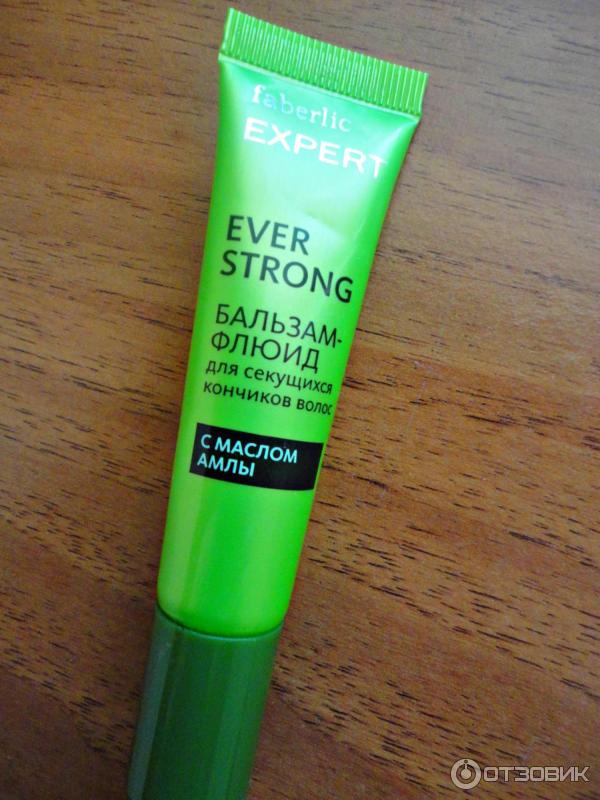 faberlic
EXPERT
EVER
STRONG
БАЛЬЗАМ-
ФЛЮИД
для секущихся
кончиков волос
С МАСЛОМ
АМЛЫ
ОТЗОВИК